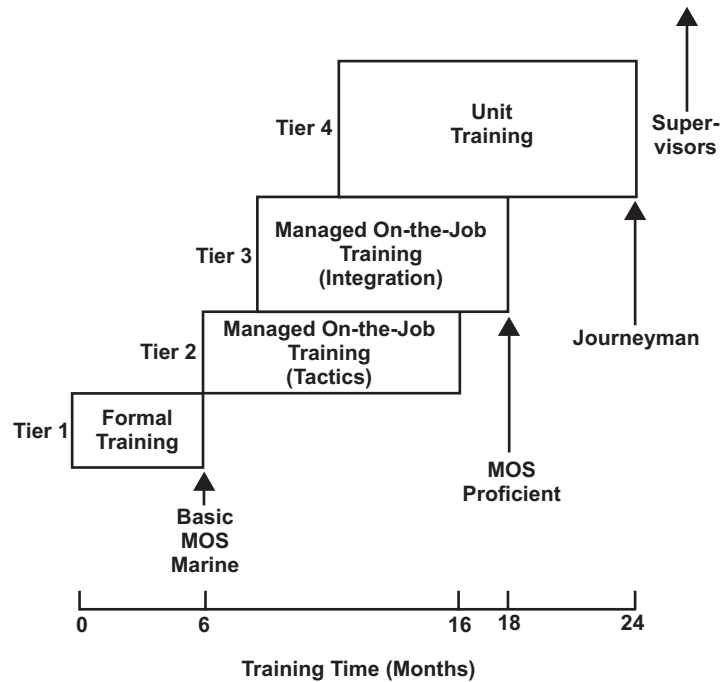 Unit
Training
Tier 4
Super-
visors
Managed On-the-Job
Training
(Integration)
Tier 3
Journeyman
Managed On-the-Job
Training
(Tactics)
Tier 2
Formal
Training
Tier 1
MOS
Proficient
Basic
MOS
Marine
0 6 16 18 24
Training Time (Months)